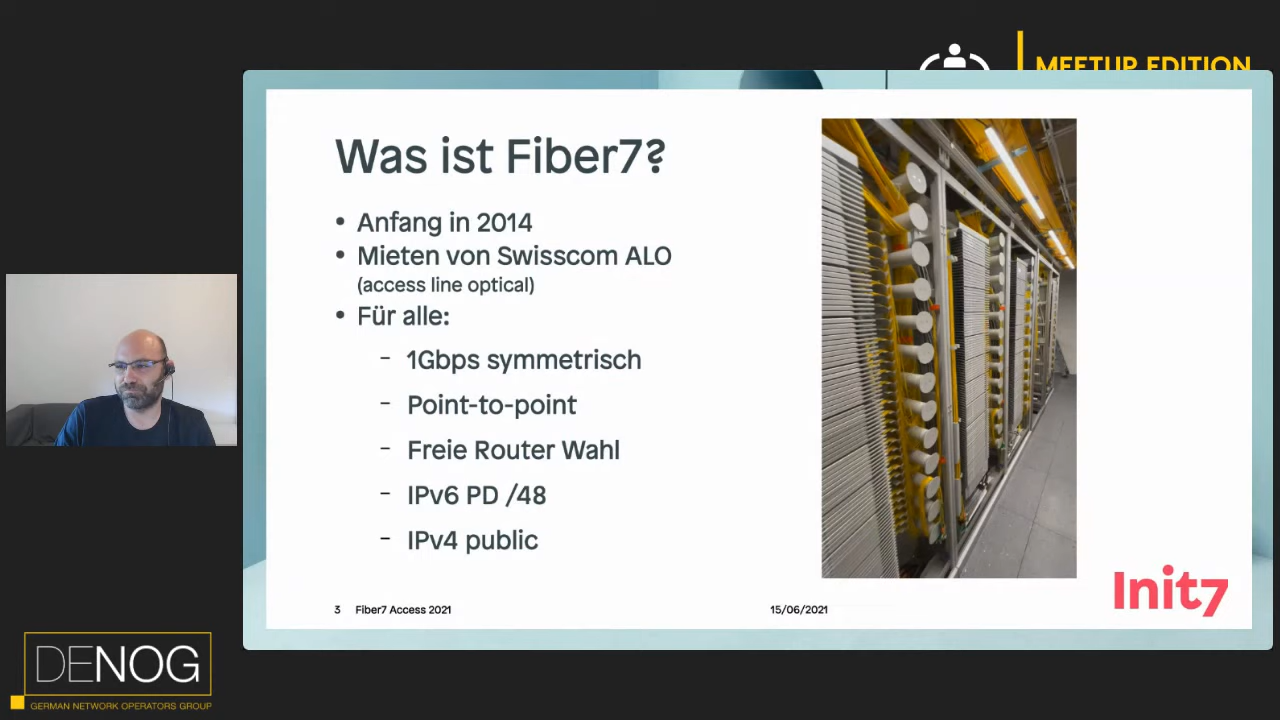 MEETUP EDITION
Was ist Fiber7?
• Anfang in 2014
• Mieten von Swisscom ALO
(access line optical)
• Für alle:
- 1Gbps symmetrisch
- Point-to-point
- Freie Router Wahl
- IPv6 PD /48
- IPv4 public
3 Fiber7 Access 2021 15/06/2021
Init7
DENOG
GERMAN NETWORK OPERATORS GROUP